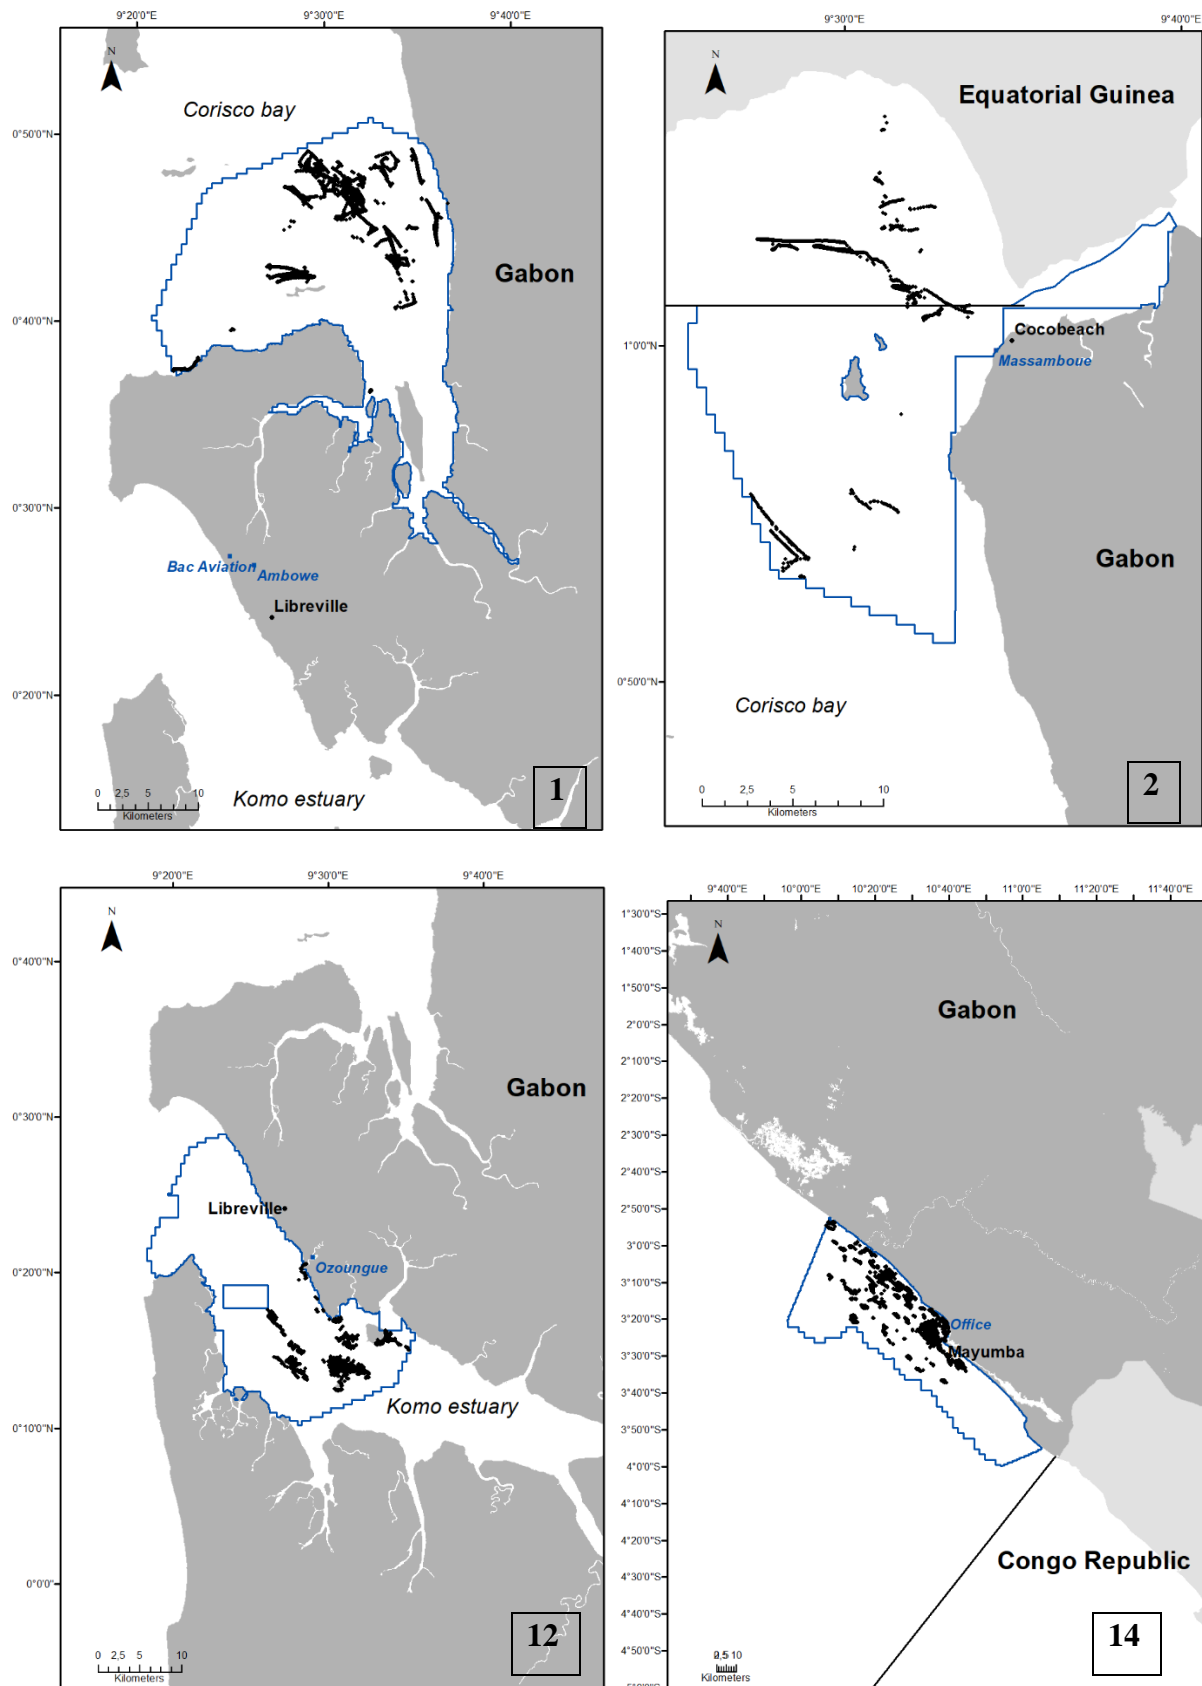 9°20'0"E 9°30'0"E 9°40'0"E
N
Corisco bay
0°50'0"N
Gabon
0°40'0"N
0°30'0"N
Bac Aviation
Ambowe
Libreville
0°20'0"N
0 2,5 5 10
Kilometers
Komo estuary
1
9°30'0"E 9°40'0"E
N
Equatorial Guinea
Cocobeach
1°0'0"N
Massamboue
Gabon
0°50'0"N
Corisco bay
0 2,5 5 10
Kilometers
2
9°20'0"E 9°30'0"E 9°40'0"E
N
0°40'0"N
Gabon
0°30'0"N
Libreville
Ozoungue
0°20'0"N
Komo estuary
0°10'0"N
0°0'0"
0 2,5 5 10
Kilometers
12
9°40'0"E 10°0'0"E 10°20'0"E 10°40'0"E 11°0'0"E 11°20'0"E 11°40'0"E
N
1°30'0"S
1°40'0"S
1°50'0"S
Gabon
2°0'0"S
2°10'0"S
2°20'0"S
2°30'0"S
2°40'0"S
2°50'0"S
3°0'0"S
3°10'0"S
3°20'0"S
Office
Mayumba
3°30'0"S
3°40'0"S
3°50'0"S
4°0'0"S
4°10'0"S
4°20'0"S
Congo Republic
4°30'0"S
4°40'0"S
4°50'0"S
Kilometers
14